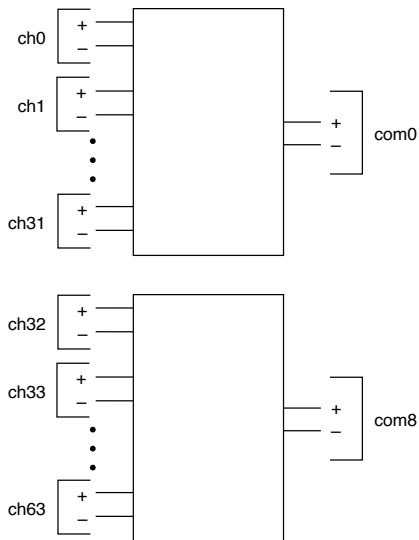 ch0 + −
ch1 + −
+ − com0
ch31 + −
ch32 + −
ch33 + −
+ − com8
ch63 + −